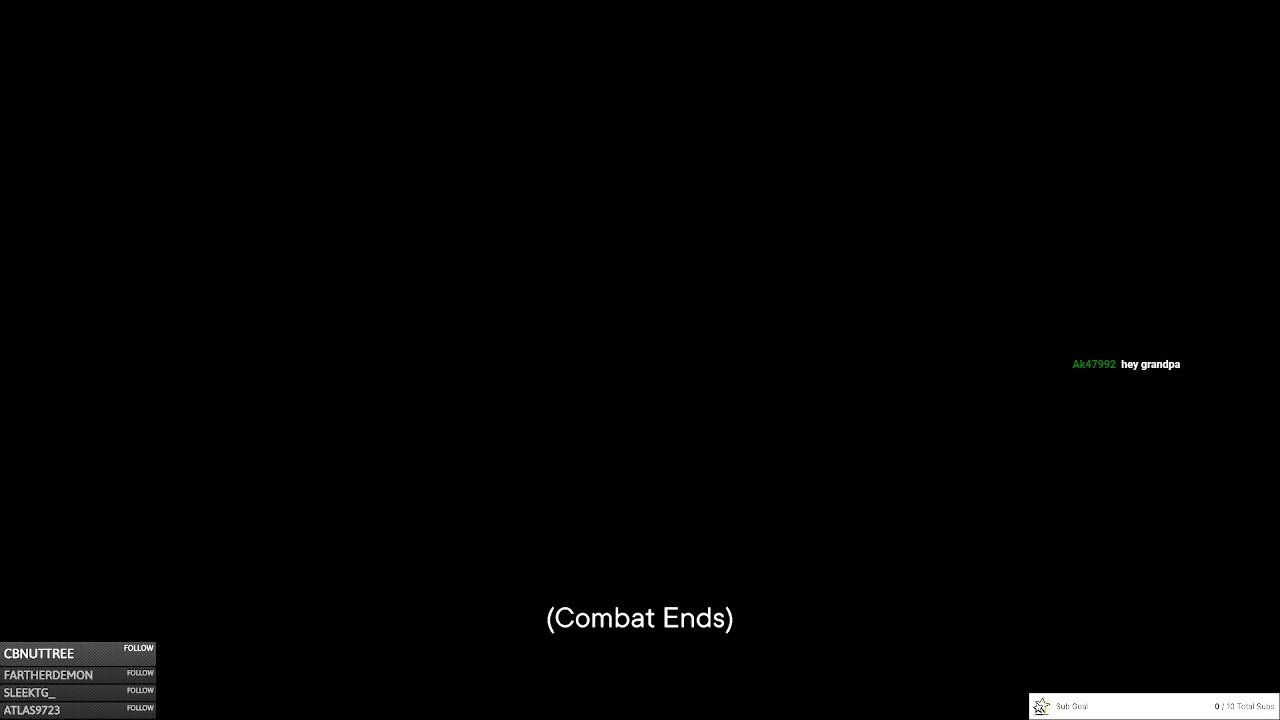 Ak47992 hey grandpa
(Combat Ends)
CBNUTTREE FOLLOW
FARTHERDEMON FOLLOW
SLEEKTG_ FOLLOW
ATLAS9723 FOLLOW
Sub Goal 0 / 10 Total Subs